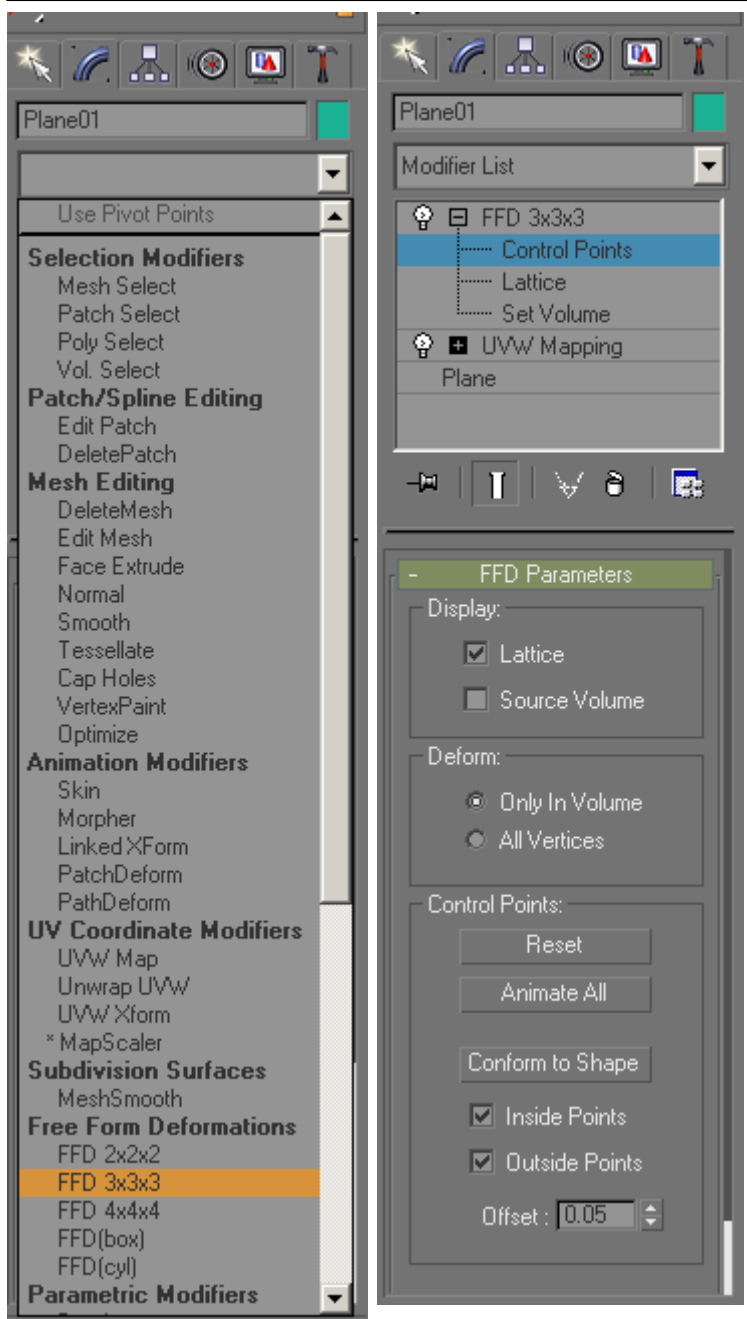 Plane01
Use Pivot Points
Selection Modifiers
Mesh Select
Patch Select
Poly Select
Vol. Select
Patch/Spline Editing
Edit Patch
DeletePatch
Mesh Editing
DeleteMesh
Edit Mesh
Face Extrude
Normal
Smooth
Tessellate
Cap Holes
VertexPaint
Optimize
Animation Modifiers
Skin
Morpher
Linked XForm
PatchDeform
PathDeform
UV Coordinate Modifiers
UVW Map
Unwrap UVW
UVW Xform
* MapScaler
Subdivision Surfaces
MeshSmooth
Free Form Deformations
FFD 2x2x2
FFD 3x3x3
FFD 4x4x4
FFD(box)
FFD(cyl)
Parametric Modifiers
Plane01
Modifier List
FFD 3x3x3
Control Points
Lattice
Set Volume
UVW Mapping
Plane
- FFD Parameters
Display:
Lattice
Source Volume
Deform:
Only In Volume
All Vertices
Control Points:
Reset
Animate All
Conform to Shape
Inside Points
Outside Points
Offset : 0.05